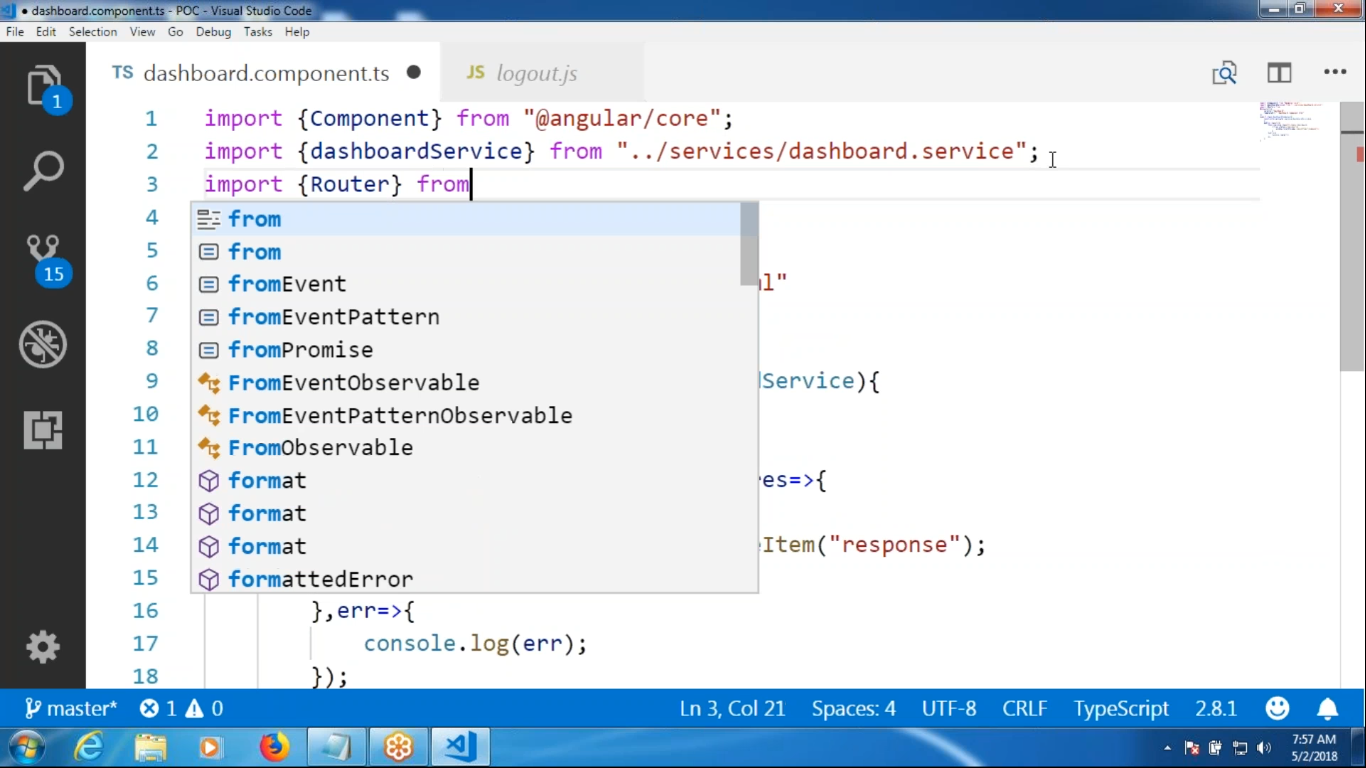 dashboard.component.ts - POC - Visual Studio Code
File Edit Selection View Go Debug Tasks Help
TS dashboard.component.ts JS logout.js
1
15
1 import {Component} from "@angular/core";
2 import {dashboardService} from "../services/dashboard.service";
3 import {Router} from
4 from
5 from
6 fromEvent l"
7 fromEventPattern
8 fromPromise
9 FromEventObservable dService){
10 FromEventPatternObservable
11 FromObservable
12 format res=>{
13 format
14 format eItem("response");
15 formattedError
16 },err=>{
17 console.log(err);
18 });
master* 1 0 Ln 3, Col 21 Spaces: 4 UTF-8 CRLF TypeScript 2.8.1
7:57 AM
5/2/2018